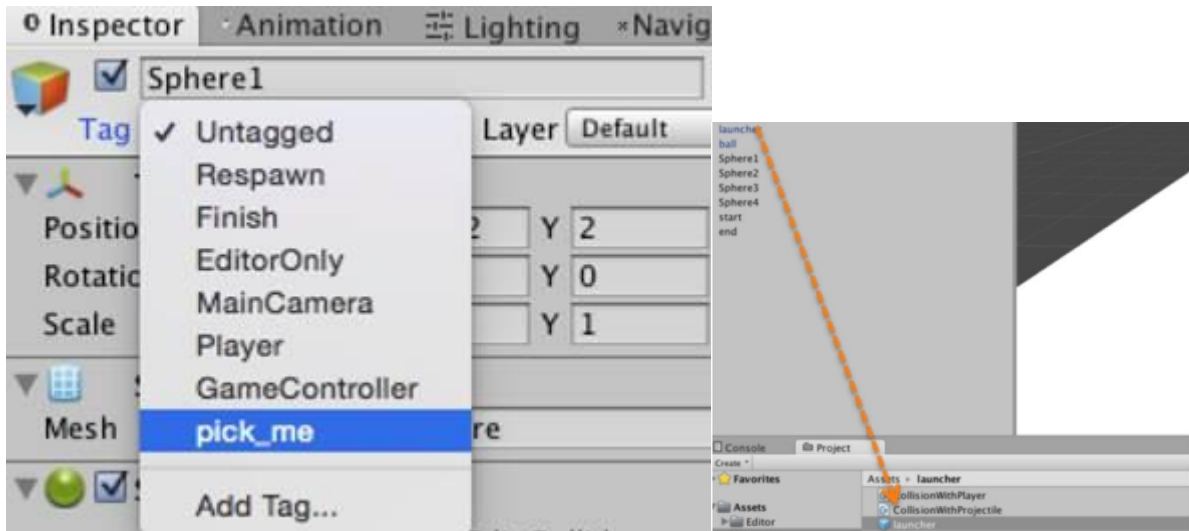 Inspector Animation Lighting Navig
Sphere1
Tag ✓ Untagged Layer Default
Respawn
Finish
EditorOnly
MainCamera
Player
GameController
pick_me
Add Tag...
Positio 2 Y 2
Rotatio Y 0
Scale Y 1
Mesh re
launcher
ball
Sphere1
Sphere2
Sphere3
Sphere4
start
end
Console Project
Create
Favorites
Assets
Editor
Assets launcher
CollisionWithPlayer
CollisionWithProjectile
launcher